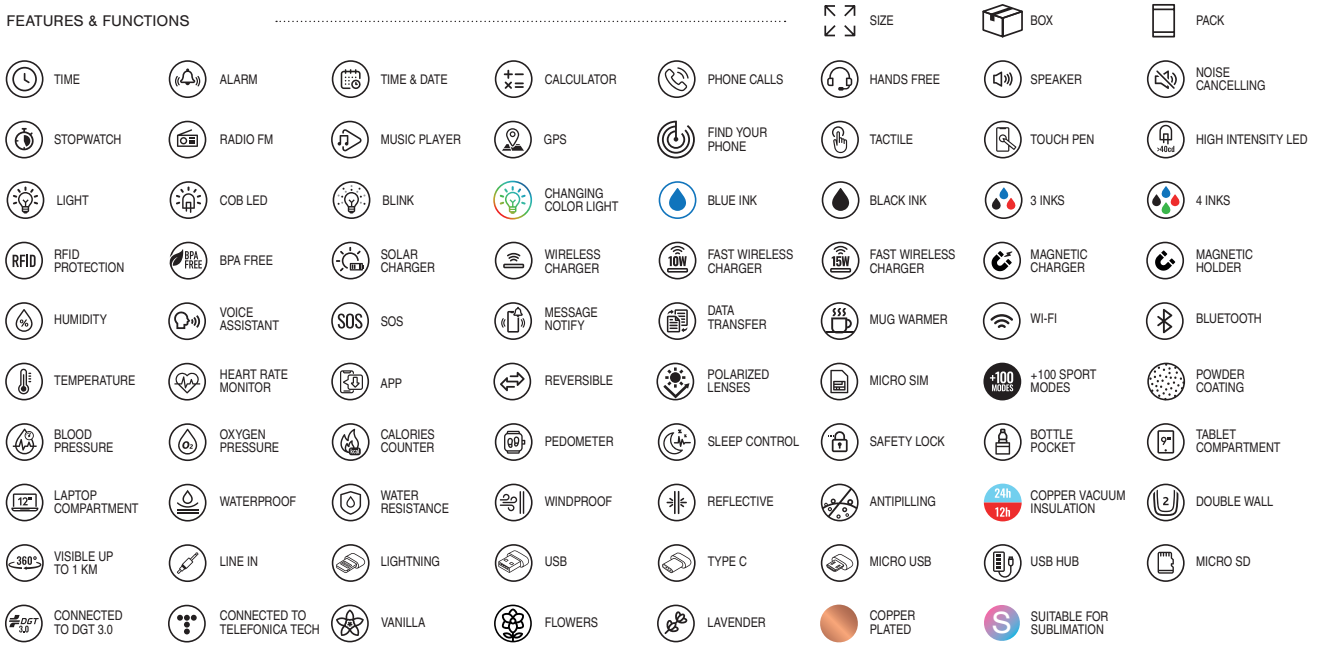 FEATURES & FUNCTIONS
SIZE
BOX
PACK
TIME
ALARM
TIME & DATE
CALCULATOR
PHONE CALLS
HANDS FREE
SPEAKER
NOISE
CANCELLING
STOPWATCH
RADIO FM
MUSIC PLAYER
GPS
FIND YOUR
PHONE
TACTILE
TOUCH PEN
>40cd
HIGH INTENSITY LED
LIGHT
COB LED
BLINK
CHANGING
COLOR LIGHT
BLUE INK
BLACK INK
3 INKS
4 INKS
RFID
RFID
PROTECTION
BPA
FREE
BPA FREE
SOLAR
CHARGER
WIRELESS
CHARGER
10W
FAST WIRELESS
CHARGER
15W
FAST WIRELESS
CHARGER
MAGNETIC
CHARGER
MAGNETIC
HOLDER
%
HUMIDITY
VOICE
ASSISTANT
SOS
SOS
MESSAGE
NOTIFY
DATA
TRANSFER
MUG WARMER
WI-FI
BLUETOOTH
TEMPERATURE
HEART RATE
MONITOR
APP
REVERSIBLE
POLARIZED
LENSES
MICRO SIM
+100
MODES
+100 SPORT
MODES
POWDER
COATING
BLOOD
PRESSURE
O2
OXYGEN
PRESSURE
CALORIES
COUNTER
PEDOMETER
SLEEP CONTROL
SAFETY LOCK
BOTTLE
POCKET
9"
TABLET
COMPARTMENT
12"
LAPTOP
COMPARTMENT
WATERPROOF
WATER
RESISTANCE
WINDPROOF
REFLECTIVE
ANTIPILLING
24h
12h
COPPER VACUUM
INSULATION
2
DOUBLE WALL
360°
VISIBLE UP
TO 1 KM
LINE IN
LIGHTNING
USB
TYPE C
MICRO USB
USB HUB
MICRO SD
DGT
3.0
CONNECTED
TO DGT 3.0
CONNECTED TO
TELEFONICA TECH
VANILLA
FLOWERS
LAVENDER
COPPER
PLATED
S
SUITABLE FOR
SUBLIMATION